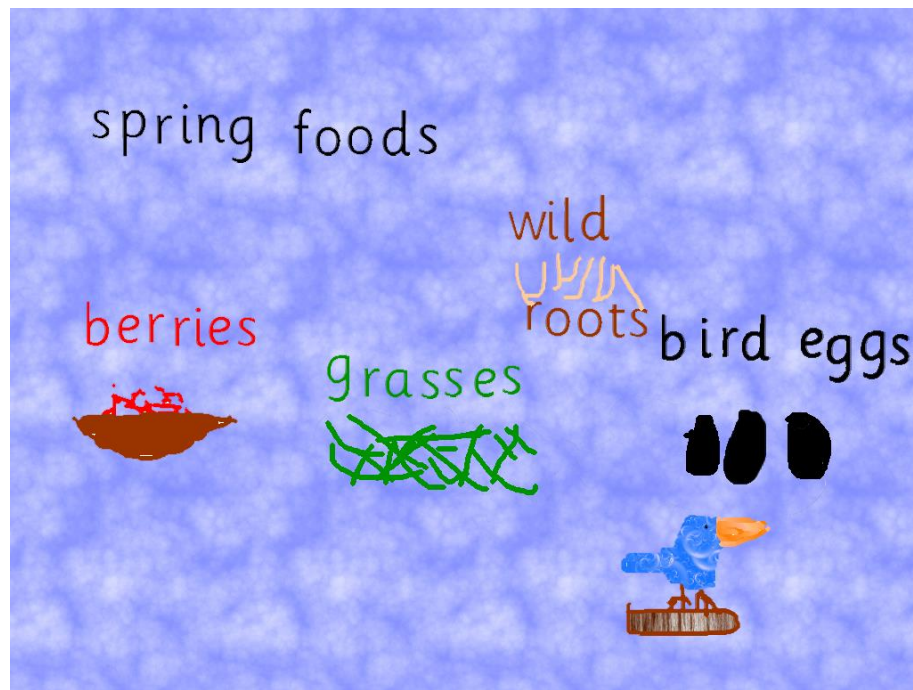 spring foods
wild
roots
berries
grasses
bird eggs